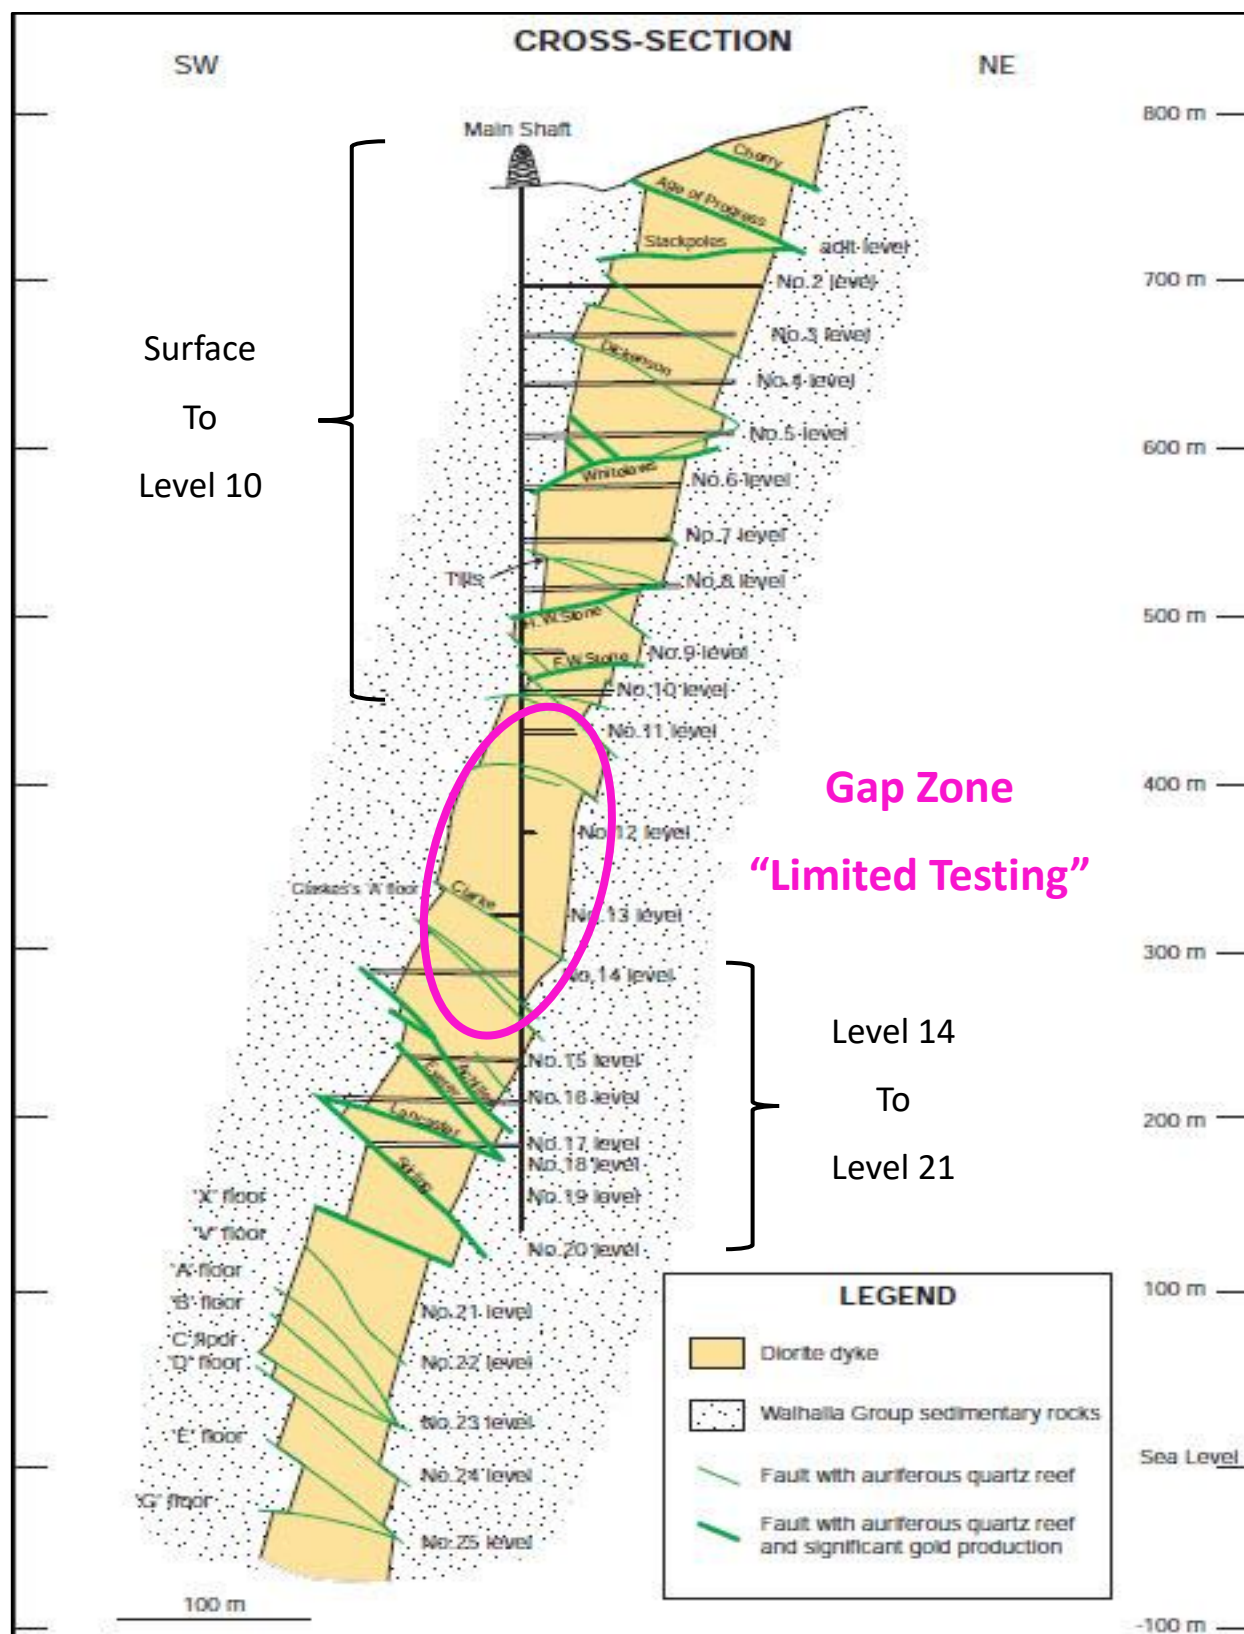 CROSS-SECTION
SW
NE
Main Shaft
800 m
Cherry
Age of Progress
Stackpoles
adit level
700 m
No.2 level
Surface
To
Level 10
No.3 level
Dickenson
No.4 level
No.5 level
600 m
Whitelaws
No.6 level
No.7 level
No.8 level
H.W.Stone
500 m
F.W.Stone
No.9 level
No.10 level
No.11 level
Gap Zone
"Limited Testing"
400 m
No.12 level
'A' floor
Clarke
No.13 level
300 m
No.14 level
Level 14
To
Level 21
No.15 level
No.16 level
Lancaster
200 m
No.17 level
No.18 level
"X" floor
No.19 level
"V" floor
No.20 level
"A" floor
100 m
"B" floor
No.21 level
C floor
"D" floor
No.22 level
No.23 level
"E" floor
No.24 level
"G" floor
No.25 level
LEGEND
Diorite dyke
Walhalla Group sedimentary rocks
Fault with auriferous quartz reef
Fault with auriferous quartz reef
and significant gold production
Sea Level
100 m
-100 m